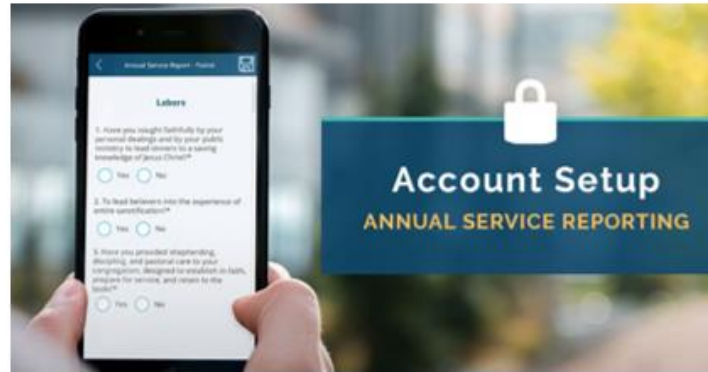 Annual Service Report - Pastor
Labors
1. Have you sought faithfully by your
personal dealings and by your public
ministry to lead sinners to a saving
knowledge of Jesus Christ?*
Yes No
2. To lead believers into the experience of
entire sanctification?*
Yes No
3. Have you provided shepherding,
discipling, and pastoral care to your
congregation, designed to establish in faith,
prepare for service, and retain to the
body?*
Yes No
Account Setup
ANNUAL SERVICE REPORTING